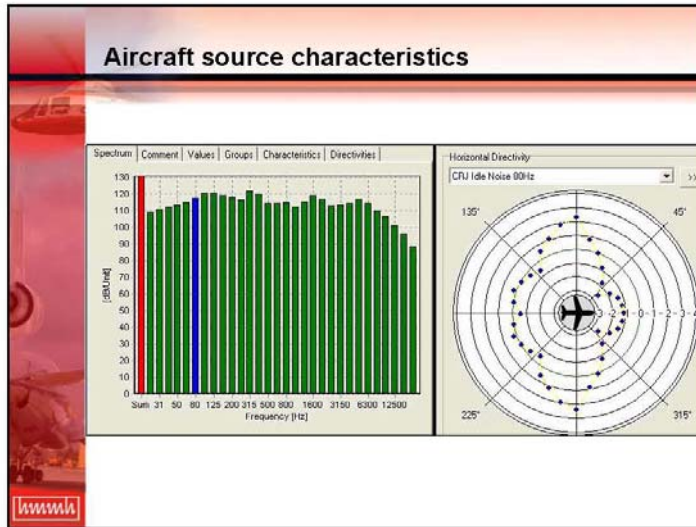 Aircraft source characteristics
Spectrum Comment Values Groups Characteristics Directivities
130
120
110
100
90
80
70
60
50
40
30
20
10
0
[dB/Unit]
Sum 31 50 80 125 200 315 500 800 1600 3150 6300 12500
Frequency [Hz]
Horizontal Directivity
CRJ Idle Noise 80Hz
>>
135°
45°
225°
315°
hmmh